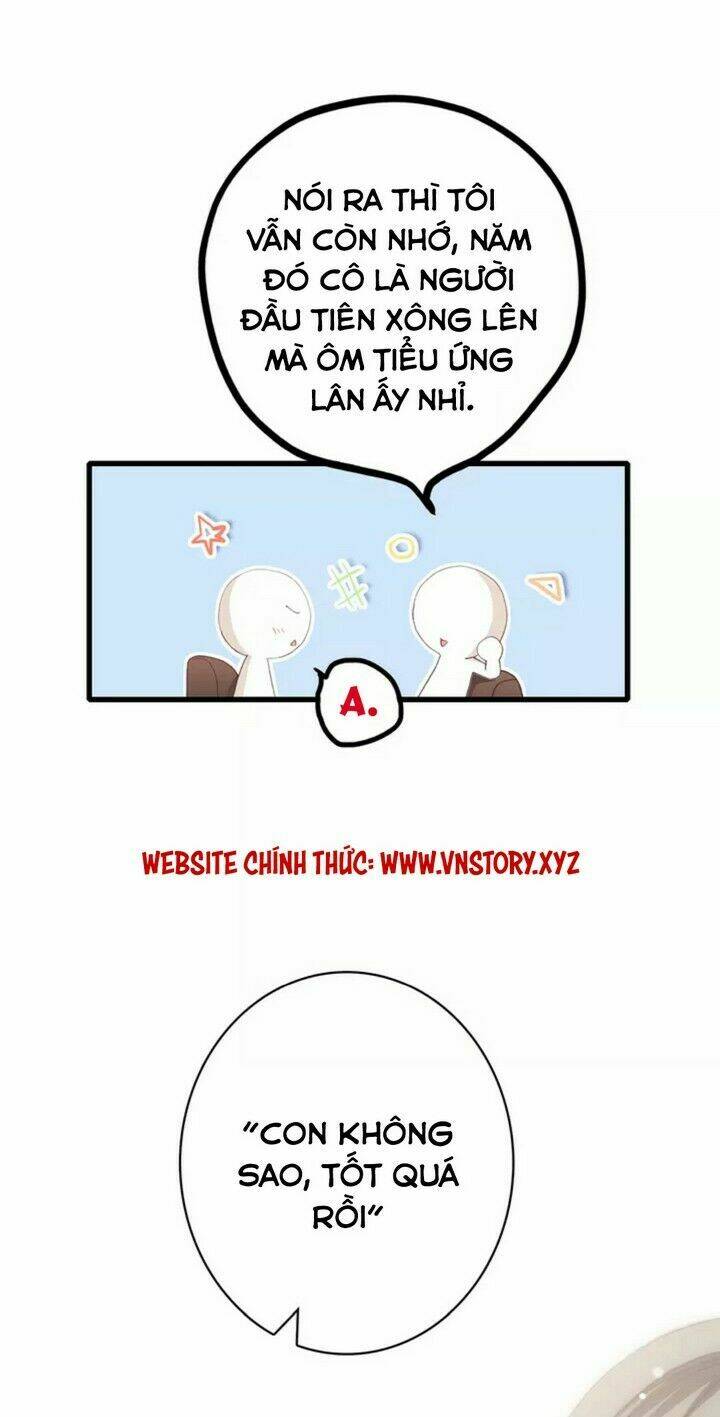 NÓI RA THÌ TÔI
VẪN CÒN NHỚ, NĂM
ĐÓ CÔ LÀ NGƯỜI
ĐẦU TIÊN XÔNG LÊN
MÀ ÔM TIỂU ỨNG
LÂN ẤY NHỈ.
A.
WEBSITE CHÍNH THỨC: WWW.VNSTORY.XYZ
"CON KHÔNG
SAO, TỐT QUÁ
RỒI"